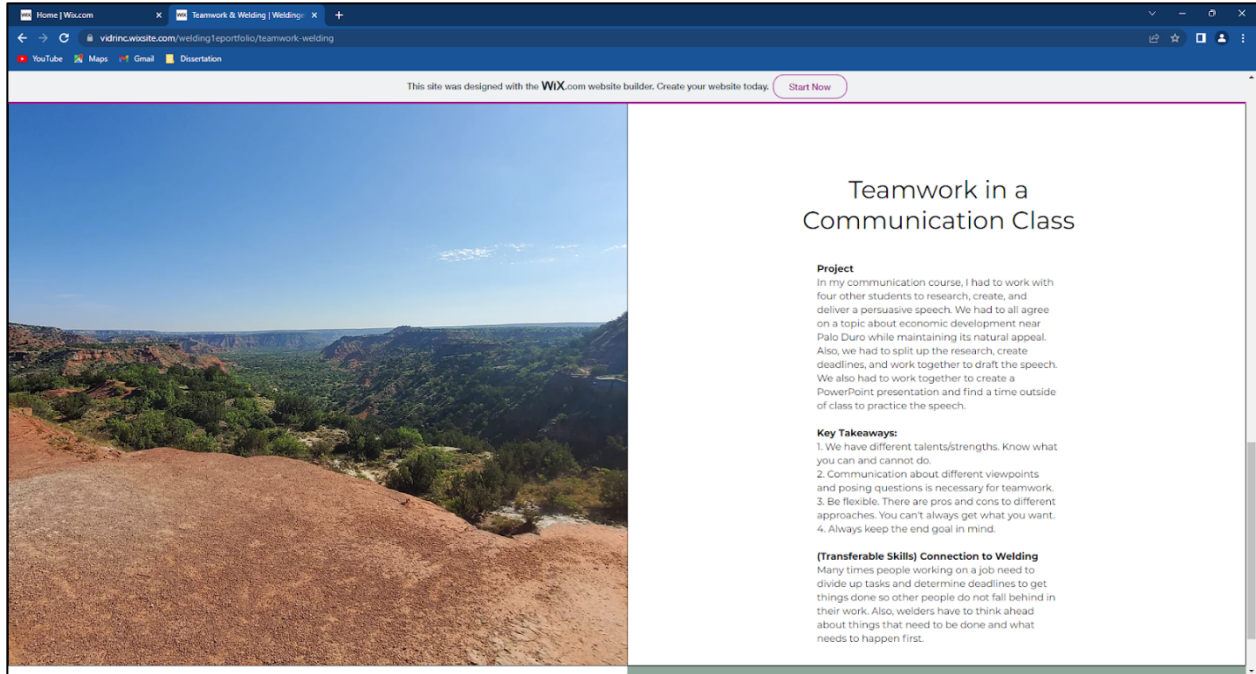 WiX Home | Wix.com
WiX Teamwork & Welding | Welding
vidrinc.wixsite.com/welding1eportfolio/teamwork-welding
YouTube Maps Gmail Dissertation
This site was designed with the WiX.com website builder. Create your website today. Start Now
Teamwork in a
Communication Class
Project
In my communication course, I had to work with
four other students to research, create, and
deliver a persuasive speech. We had to all agree
on a topic about economic development near
Palo Duro while maintaining its natural appeal.
Also, we had to split up the research, create
deadlines, and work together to draft the speech.
We also had to work together to create a
PowerPoint presentation and find a time outside
of class to practice the speech.
Key Takeaways:
1. We have different talents/strengths. Know what
you can and cannot do.
2. Communication about different viewpoints
and posing questions is necessary for teamwork.
3. Be flexible. There are pros and cons to different
approaches. You can't always get what you want.
4. Always keep the end goal in mind.
(Transferable Skills) Connection to Welding
Many times people working on a job need to
divide up tasks and determine deadlines to get
things done so other people do not fall behind in
their work. Also, welders have to think ahead
about things that need to be done and what
needs to happen first.